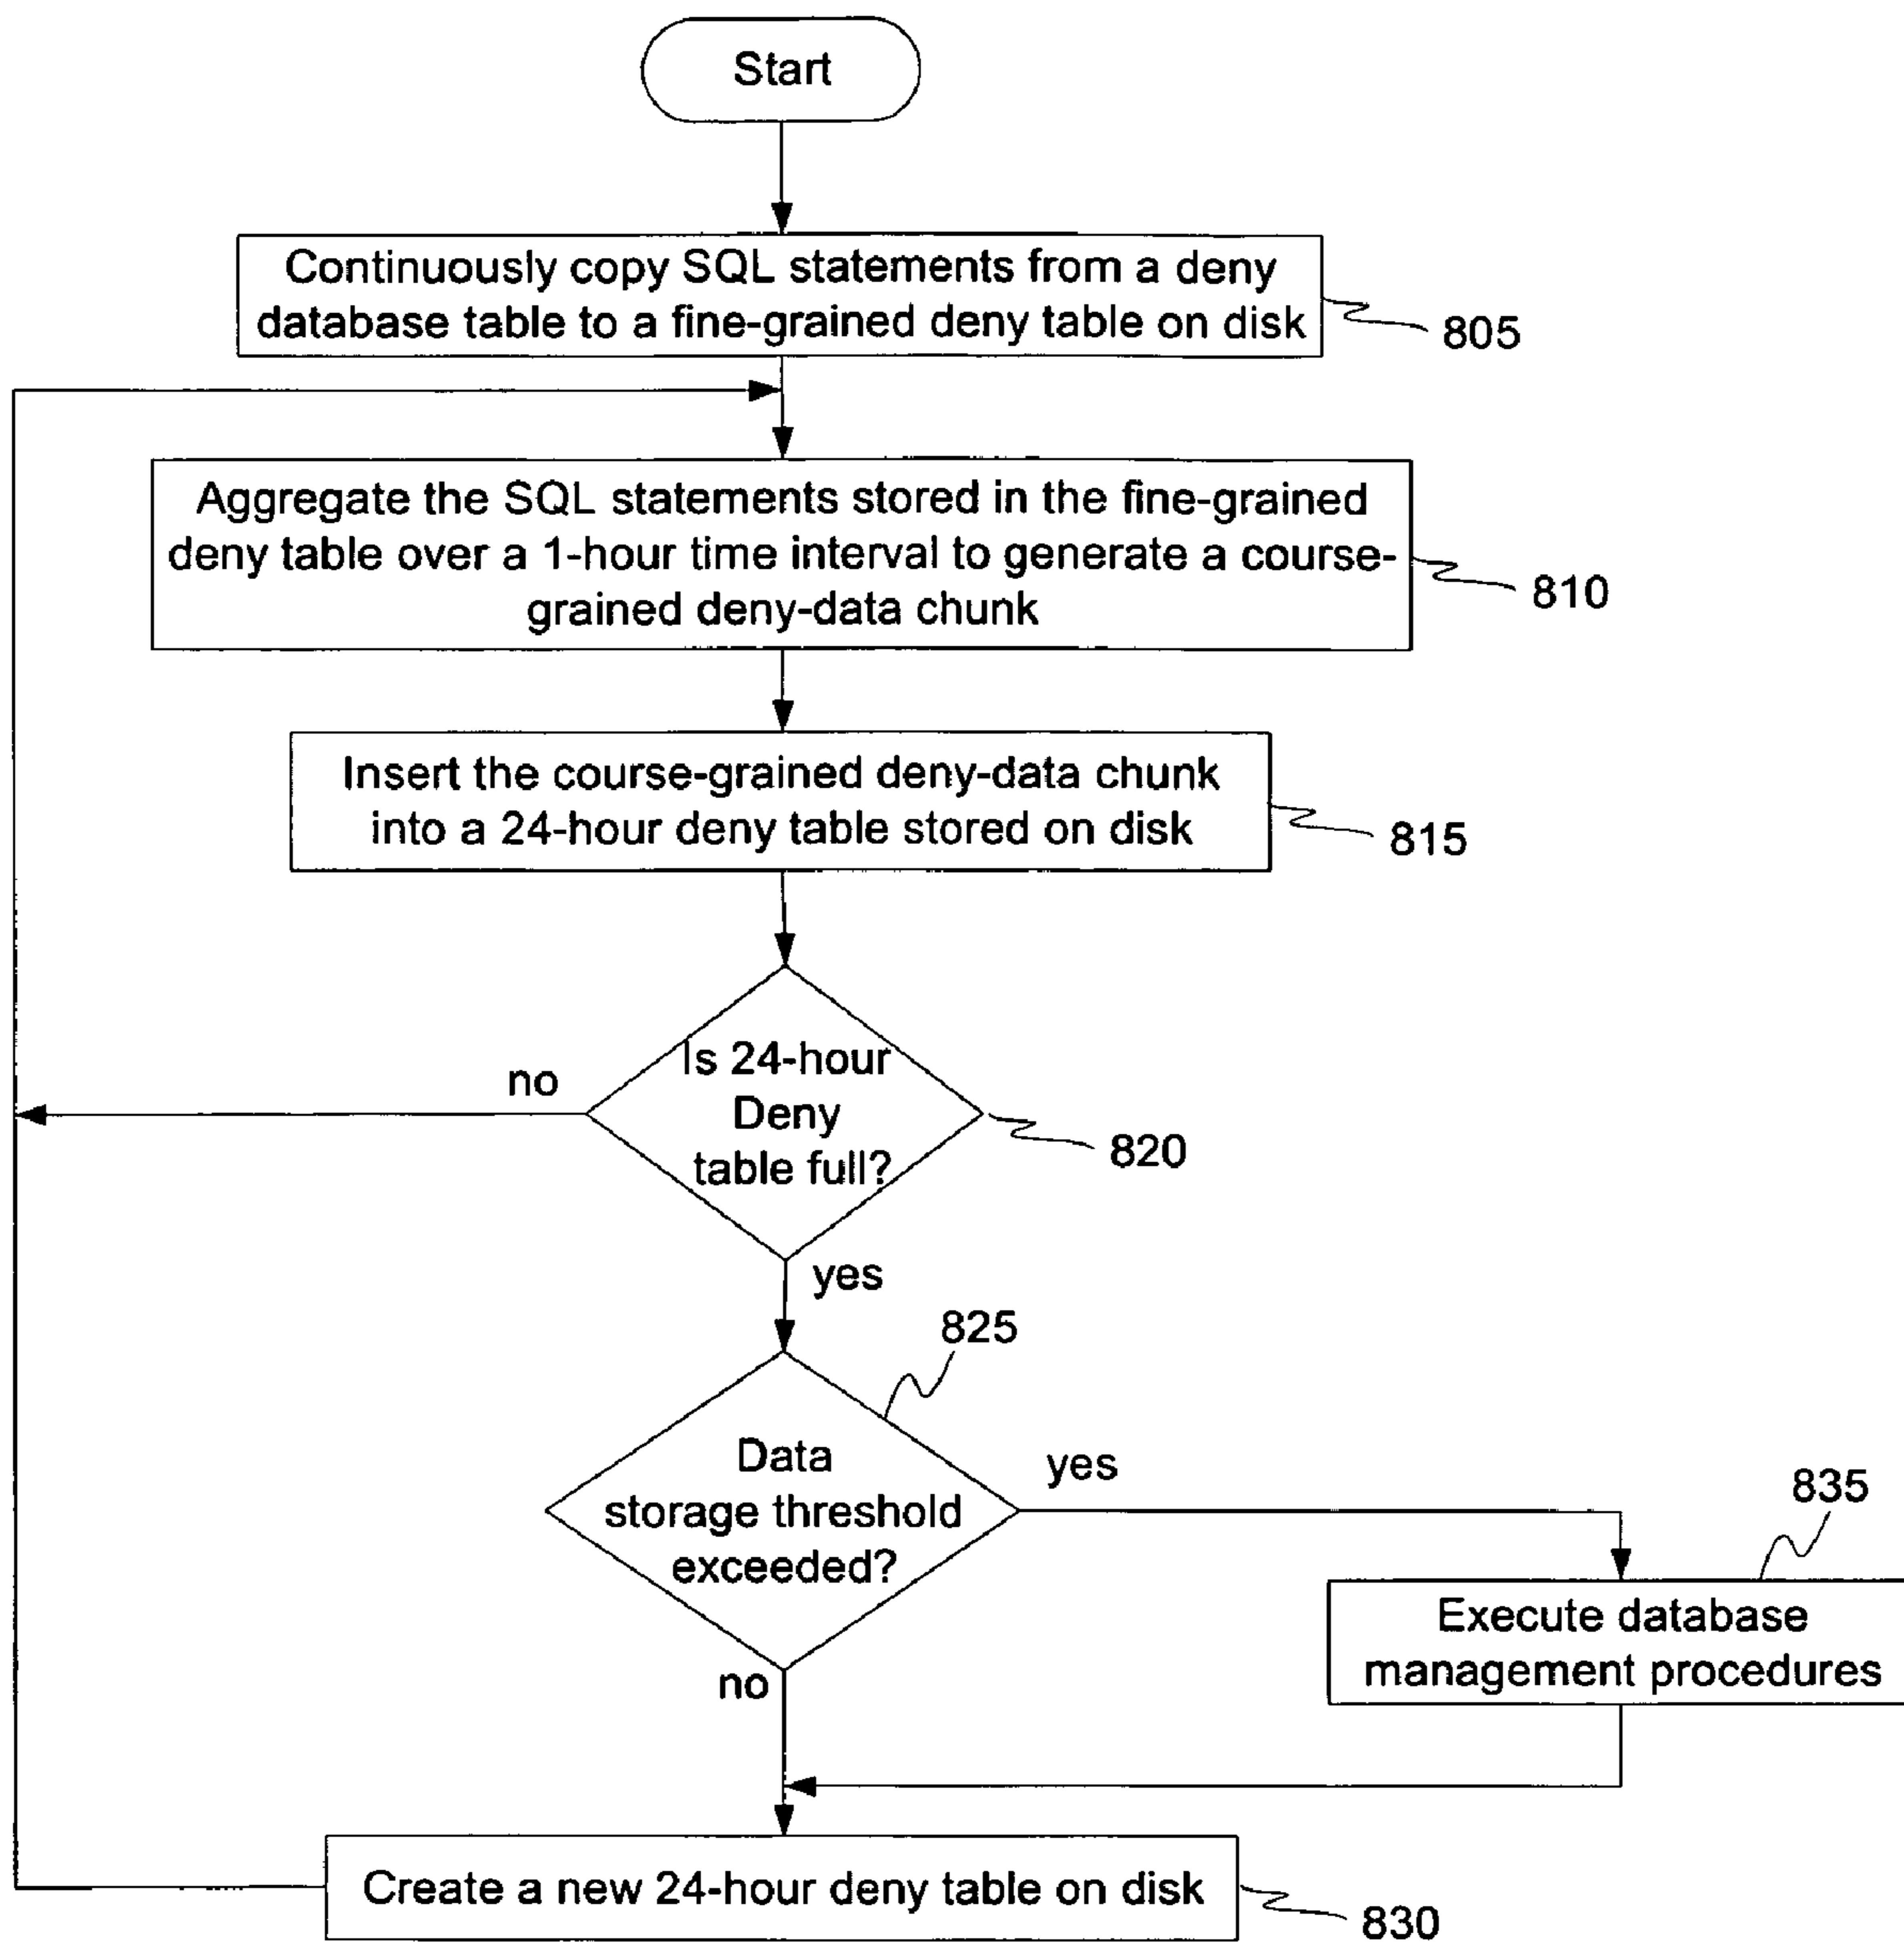 Start
Continuously copy SQL statements from a deny
database table to a fine-grained deny table on disk
805
Aggregate the SQL statements stored in the fine-grained
deny table over a 1-hour time interval to generate a course-
grained deny-data chunk
810
Insert the course-grained deny-data chunk
into a 24-hour deny table stored on disk
815
Is 24-hour
Deny
table full?
no
820
yes
825
Data
storage threshold
exceeded?
yes
835
Execute database
management procedures
no
Create a new 24-hour deny table on disk
830